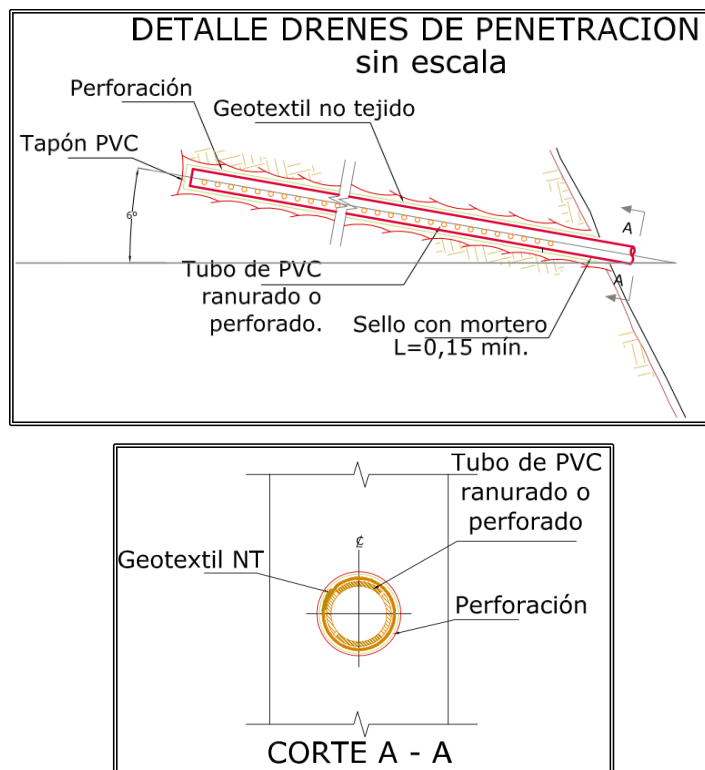 DETALLE DRENES DE PENETRACION
sin escala
Perforación
Geotextil no tejido
Tapón PVC
6º
A
A
Tubo de PVC
ranurado o
perforado.
Sello con mortero
L=0,15 mín.
Tubo de PVC
ranurado o
perforado
℄
Geotextil NT
Perforación
CORTE A - A